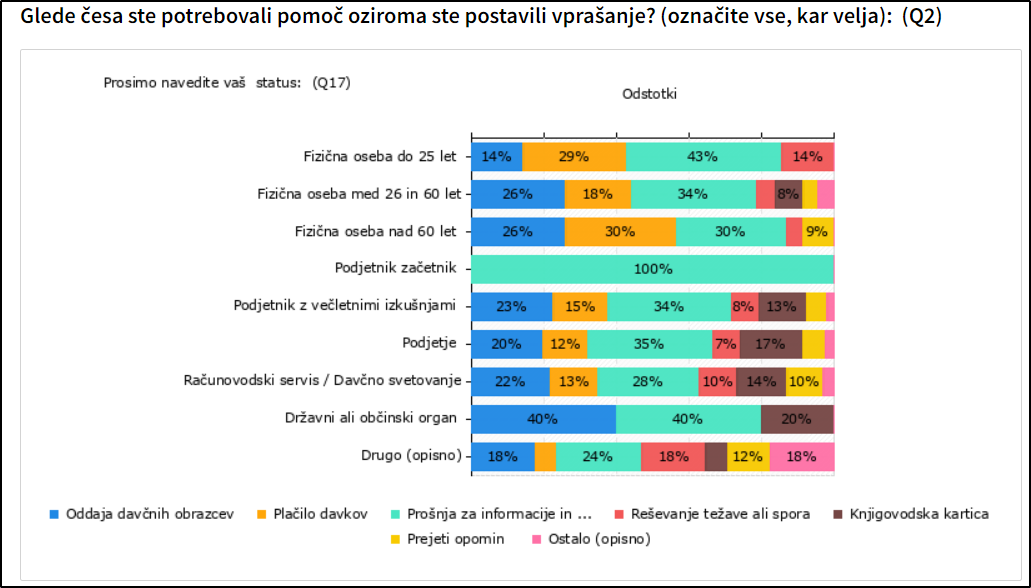 Glede česa ste potrebovali pomoč oziroma ste postavili vprašanje? (označite vse, kar velja): (Q2)
Prosimo navedite vaš status: (Q17)
Odstotki
Fizična oseba do 25 let 14% 29% 43% 14%
Fizična oseba med 26 in 60 let 26% 18% 34% 8%
Fizična oseba nad 60 let 26% 30% 30% 9%
Podjetnik začetnik 100%
Podjetnik z večletnimi izkušnjami 23% 15% 34% 8% 13%
Podjetje 20% 12% 35% 7% 17%
Računovodski servis / Davčno svetovanje 22% 13% 28% 10% 14% 10%
Državni ali občinski organ 40% 40% 20%
Drugo (opisno) 18% 24% 18% 12% 18%
Oddaja davčnih obrazcev Plačilo davkov Prošnja za informacije in ... Reševanje težave ali spora Knjigovodska kartica
Prejeti opomin Ostalo (opisno)